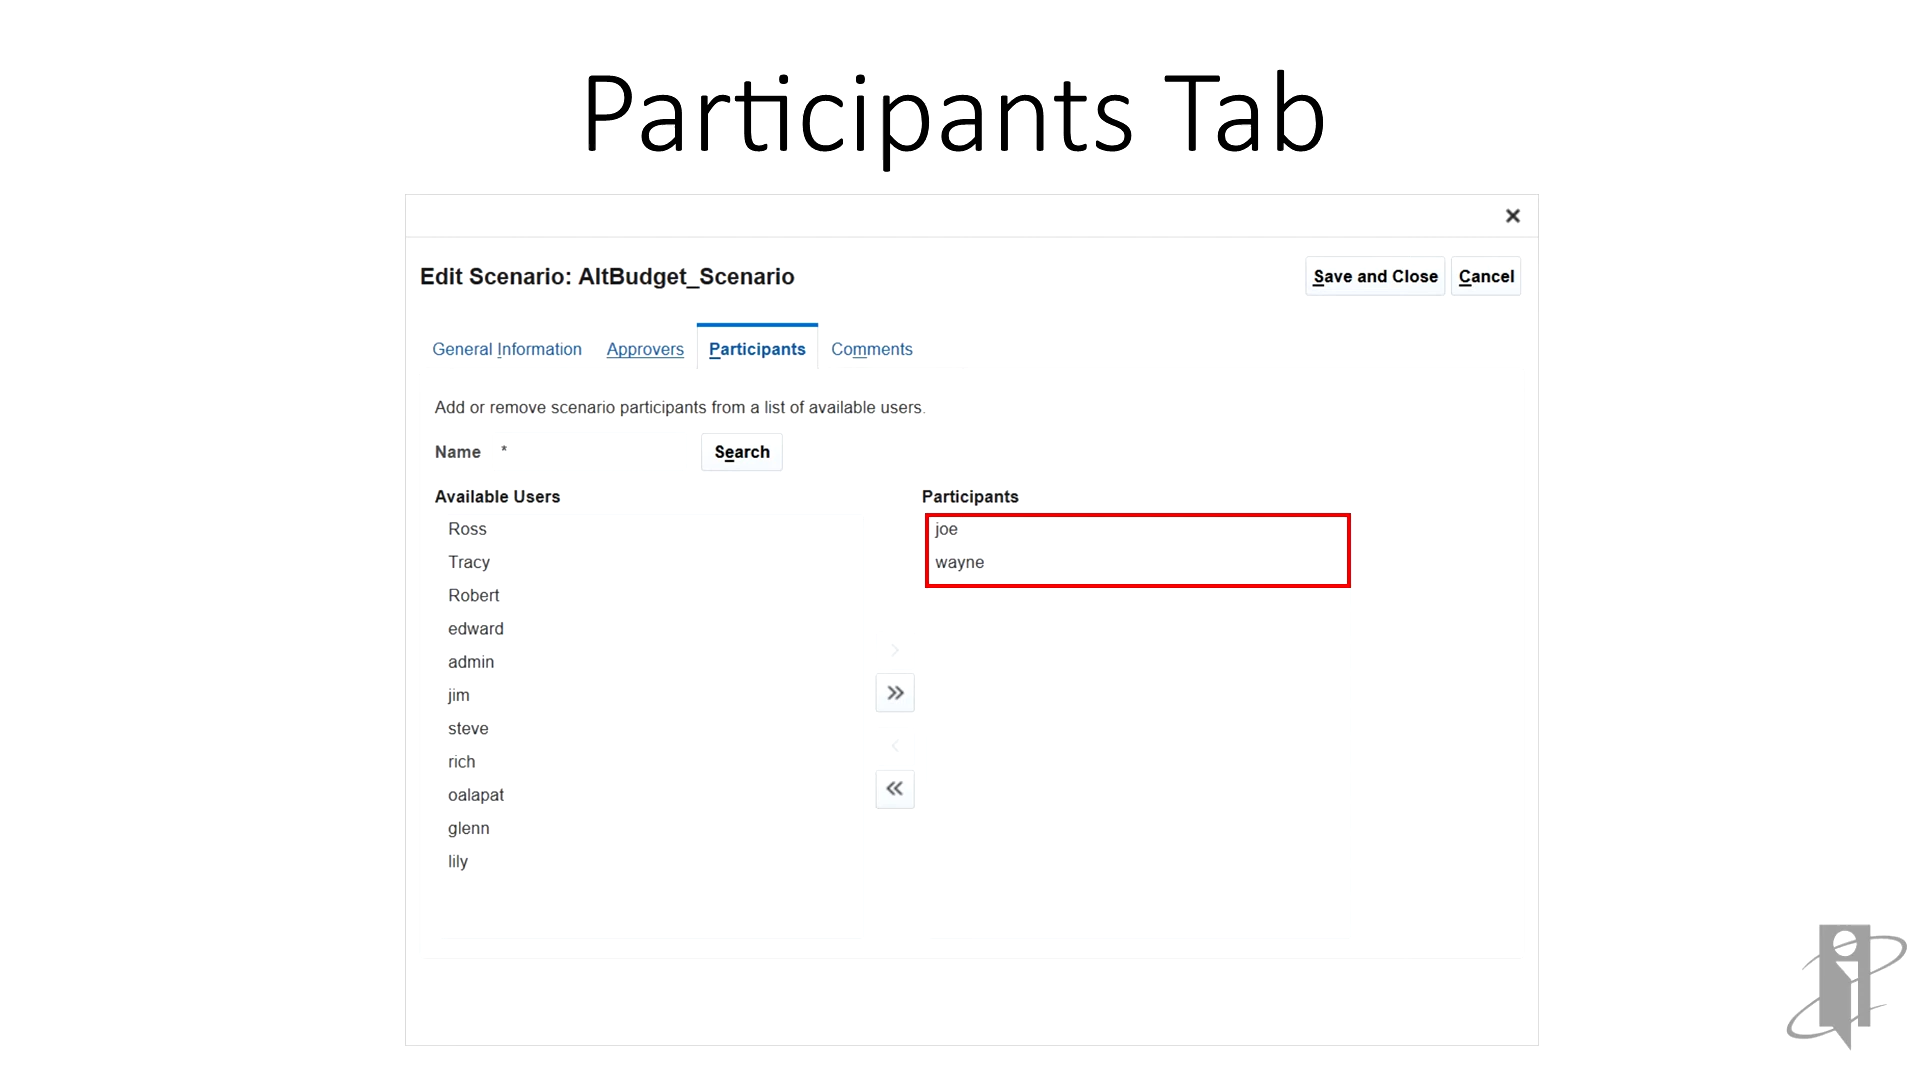 Participants Tab
Edit Scenario: AltBudget_Scenario
Save and Close Cancel
General Information Approvers Participants Comments
Add or remove scenario participants from a list of available users.
Name * Search
Available Users Participants
Ross joe
Tracy wayne
Robert
edward
admin
jim
steve
rich
oalapat
glenn
lily